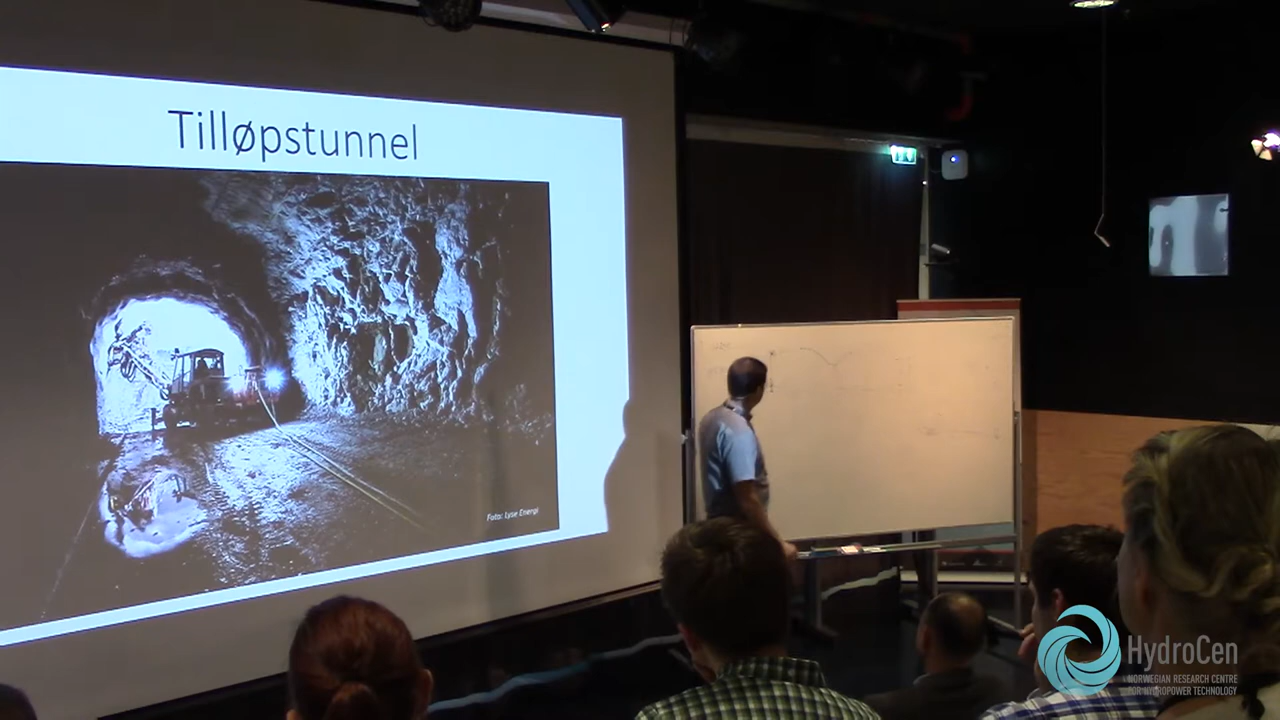 Tilløpstunnel
Foto: Lyse Energi
HydroCen
NORWEGIAN RESEARCH CENTRE
FOR HYDROPOWER TECHNOLOGY